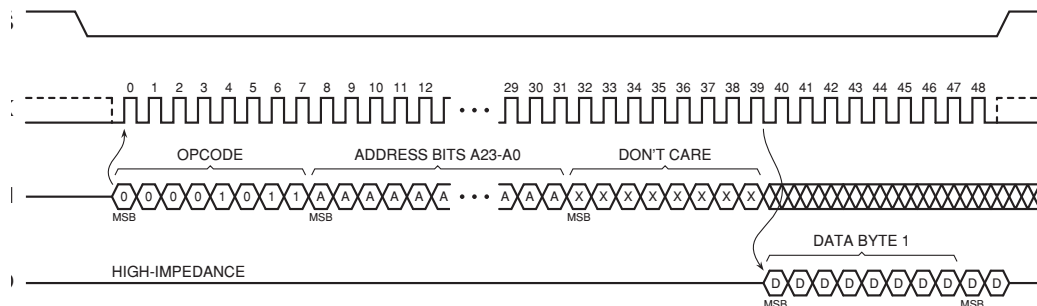 0 1 2 3 4 5 6 7 8 9 10 11 12 29 30 31 32 33 34 35 36 37 38 39 40 41 42 43 44 45 46 47 48
OPCODE ADDRESS BITS A23-A0 DON'T CARE
0 0 0 0 1 0 1 1 A A A A A A A A A X X X X X X X X
MSB MSB MSB
DATA BYTE 1
HIGH-IMPEDANCE
D D D D D D D D D D
MSB MSB